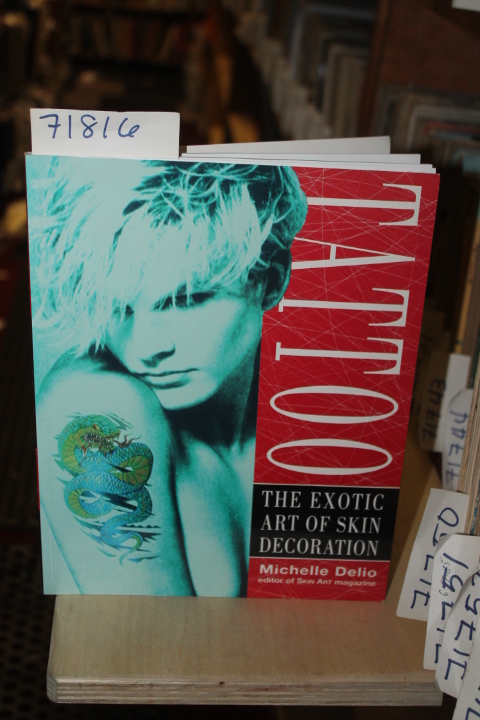 71816
TATTOO
THE EXOTIC
ART OF SKIN
DECORATION
Michelle Delio
editor of SKIN ART magazine